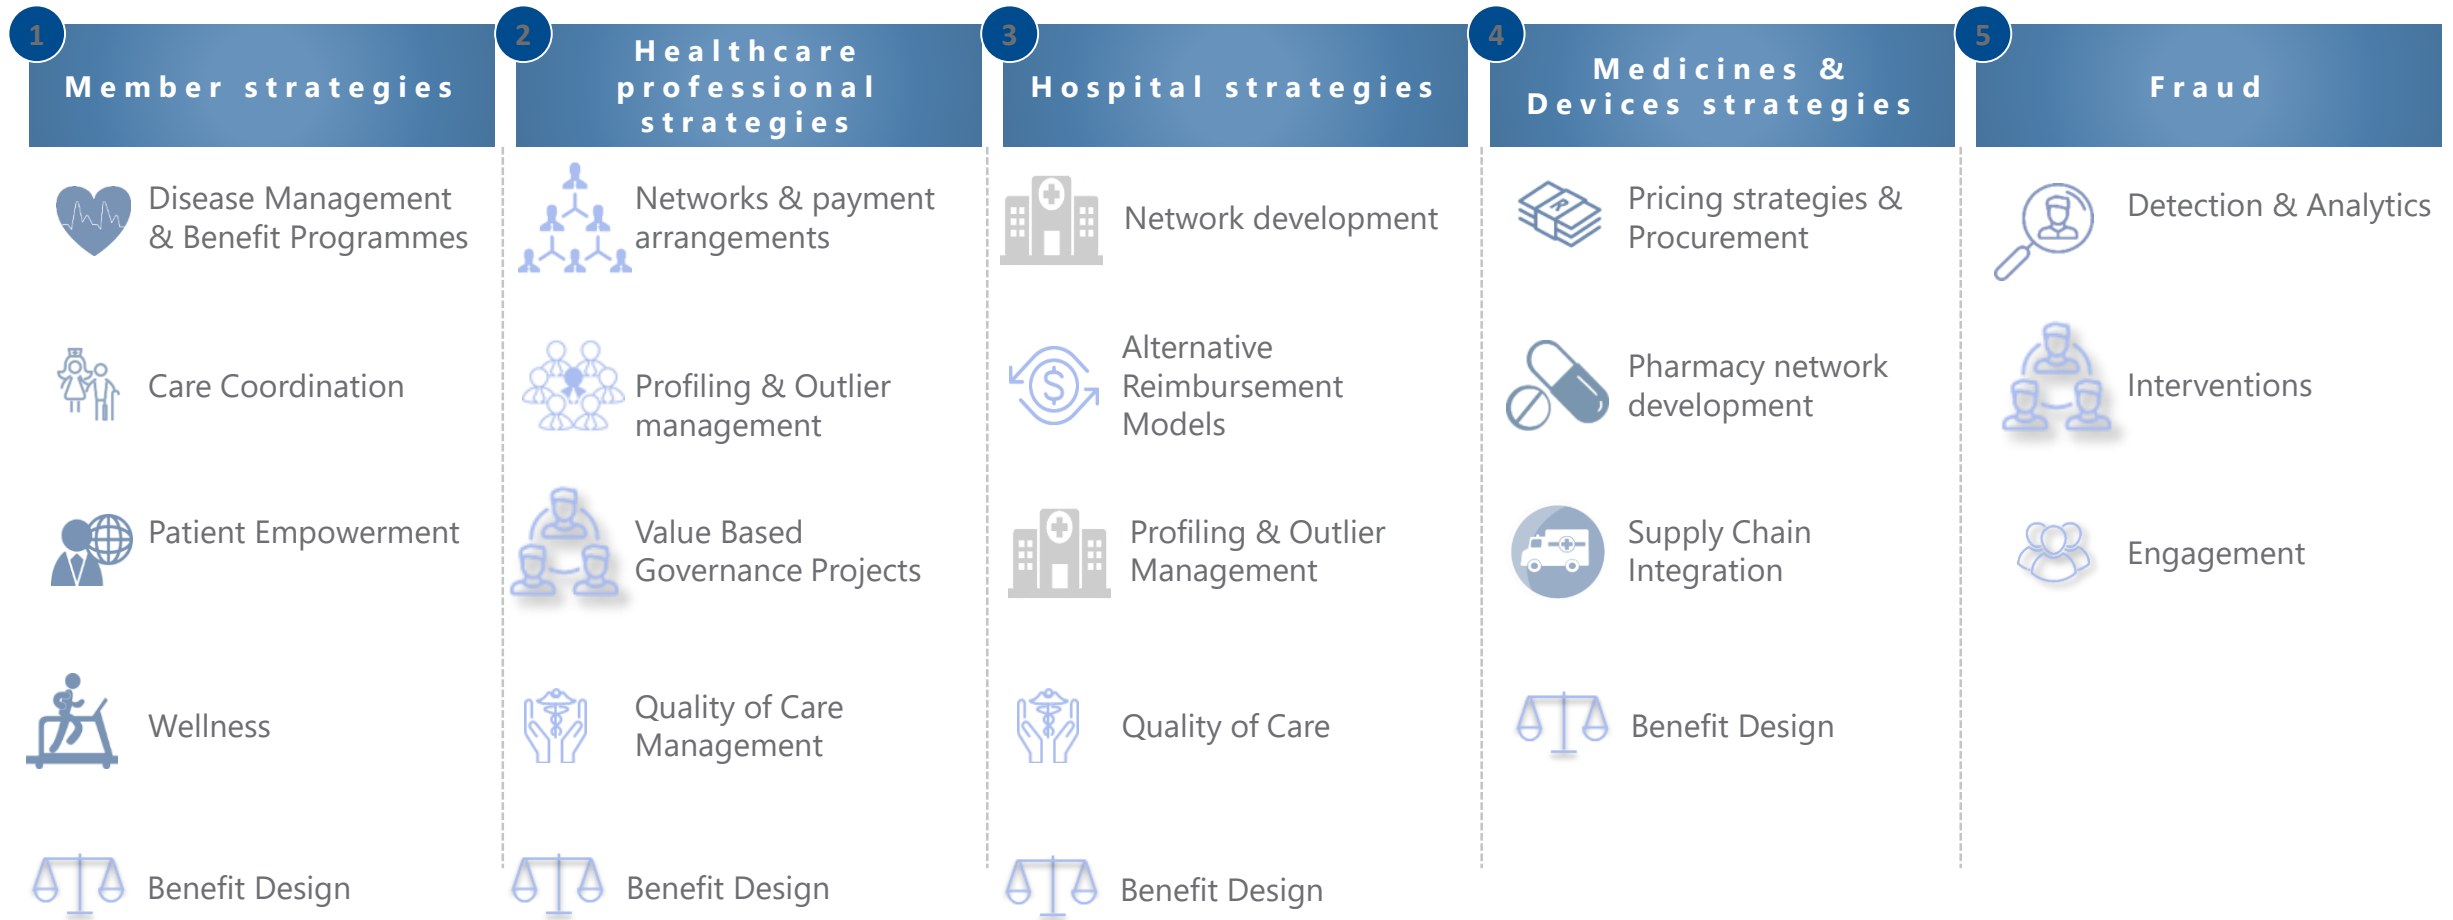 1
Member strategies
Disease Management
& Benefit Programmes
Care Coordination
Patient Empowerment
Wellness
Benefit Design
2
Healthcare
professional
strategies
Networks & payment
arrangements
Profiling & Outlier
management
Value Based
Governance Projects
Quality of Care
Management
Benefit Design
3
Hospital strategies
Network development
Alternative
Reimbursement
Models
Profiling & Outlier
Management
Quality of Care
Benefit Design
4
Medicines &
Devices strategies
R
Pricing strategies &
Procurement
Pharmacy network
development
Supply Chain
Integration
Benefit Design
5
Fraud
Detection & Analytics
Interventions
Engagement